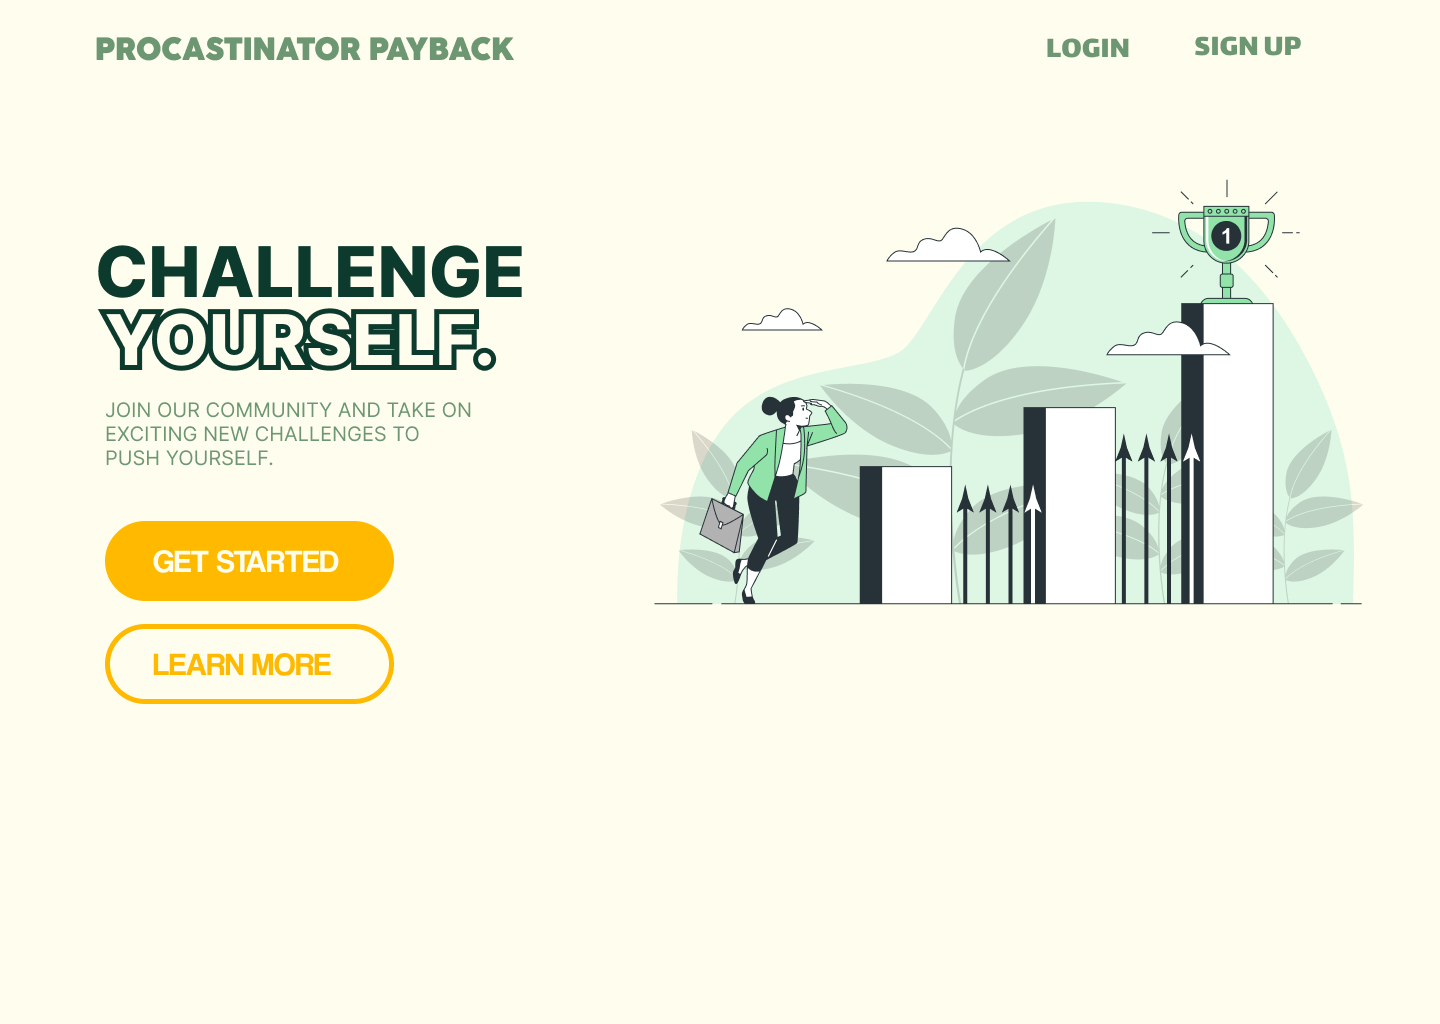 PROCASTINATOR PAYBACK
LOGIN
SIGN UP
CHALLENGE
YOURSELF.
JOIN OUR COMMUNITY AND TAKE ON
EXCITING NEW CHALLENGES TO
PUSH YOURSELF.
GET STARTED
LEARN MORE
1